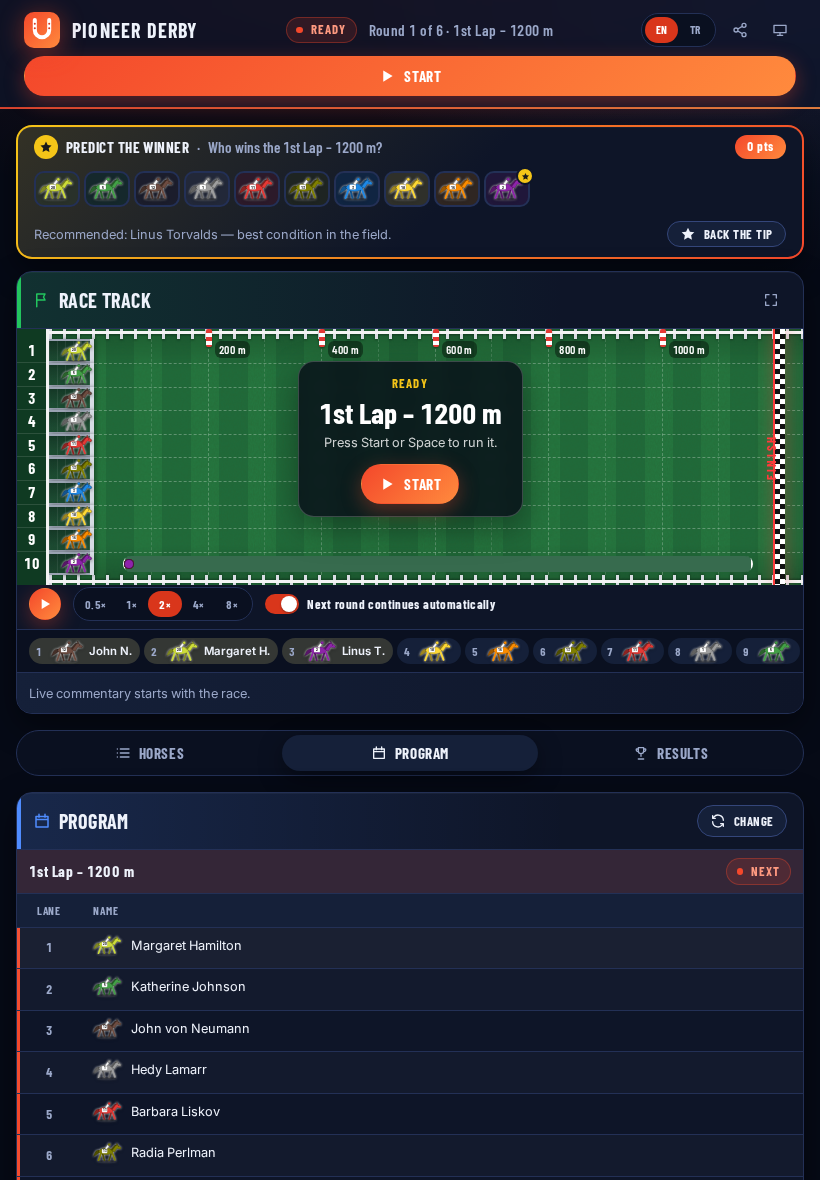 PIONEER DERBY
READY
Round 1 of 6 · 1st Lap – 1200 m
EN
TR
START
PREDICT THE WINNER · Who wins the 1st Lap – 1200 m?
0 pts
Recommended: Linus Torvalds — best condition in the field.
BACK THE TIP
RACE TRACK
200 m
400 m
600 m
800 m
1000 m
1
2
3
4
5
6
7
8
9
10
READY
1st Lap – 1200 m
Press Start or Space to run it.
START
FINISH
0.5×
1×
2×
4×
8×
Next round continues automatically
1 John N.
2 Margaret H.
3 Linus T.
4
5
6
7
8
9
Live commentary starts with the race.
HORSES
PROGRAM
RESULTS
PROGRAM
CHANGE
1st Lap – 1200 m
NEXT
LANE NAME
1 Margaret Hamilton
2 Katherine Johnson
3 John von Neumann
4 Hedy Lamarr
5 Barbara Liskov
6 Radia Perlman